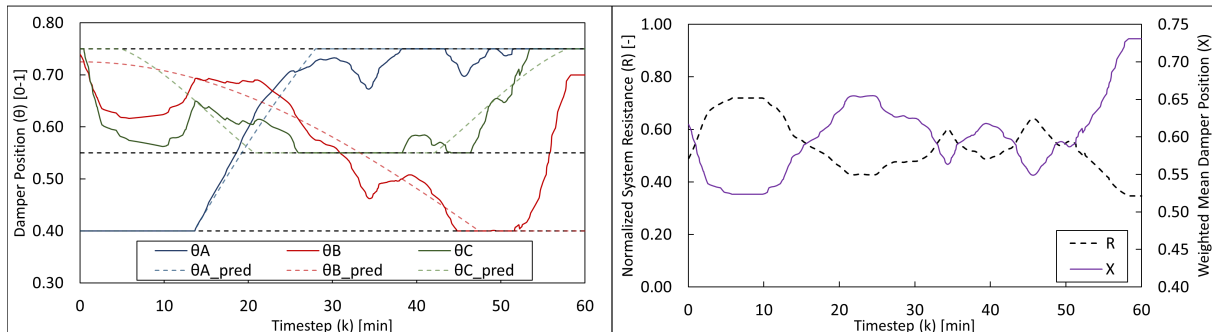 Damper Position (θ) [0-1]
0.80
0.70
0.60
0.50
0.40
0.30
θA
θB
θC
θA_pred
θB_pred
θC_pred
0 10 20 30 40 50 60
Timestep (k) [min]
Normalized System Resistance (R) [-]
1.00
0.80
0.60
0.40
0.20
0.00
R
X
0 10 20 30 40 50 60
Timestep (k) [min]
0.75
0.70
0.65
0.60
0.55
0.50
0.45
0.40
Weighted Mean Damper Position (X)